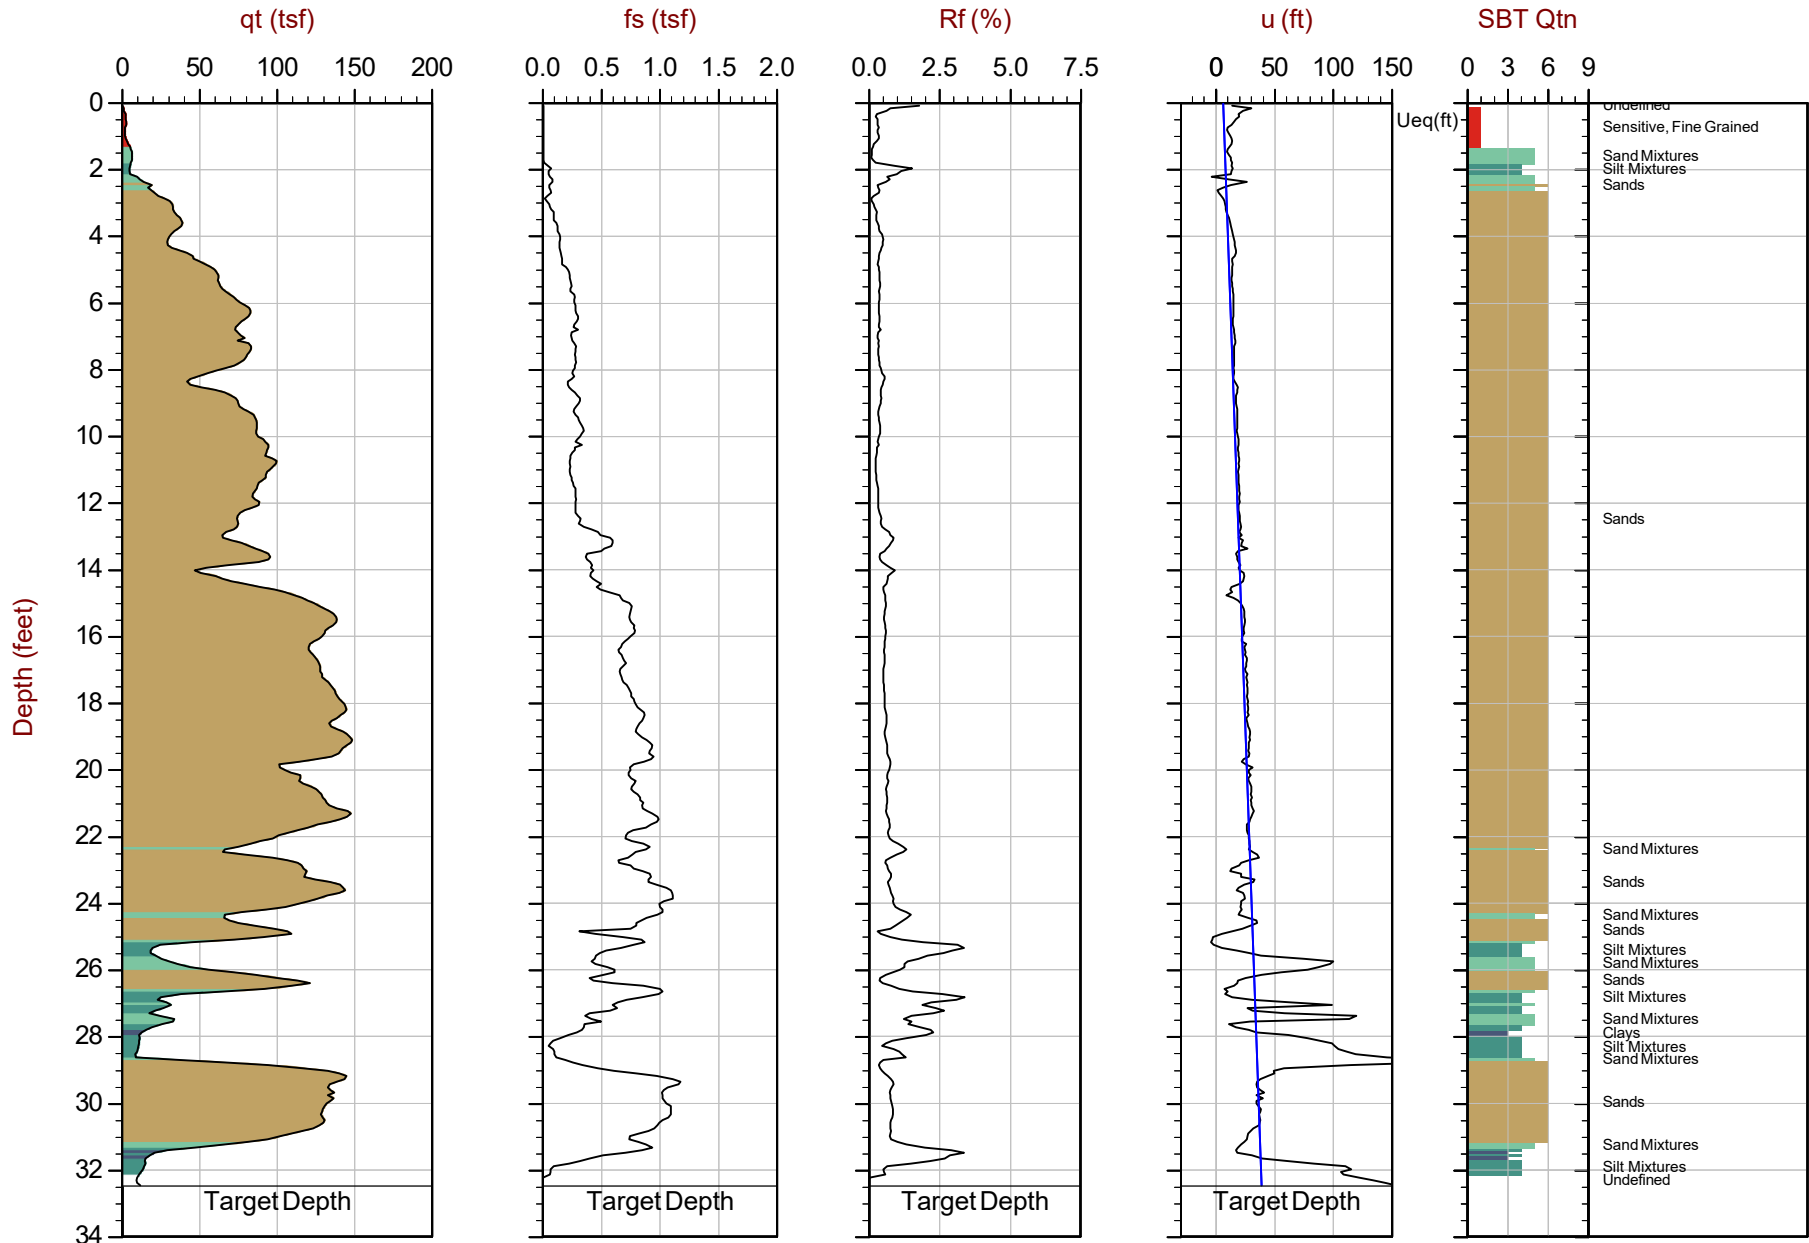 qt (tsf) fs (tsf) Rf (%) u (ft) SBT Qtn
0 50 100 150 200 0.0 0.5 1.0 1.5 2.0 0.0 2.5 5.0 7.5 0 50 100 150 0 3 6 9
0
Undefined
Ueq(ft)
Sensitive, Fine Grained
Sand Mixtures
2
Silt Mixtures
Sands
4
6
8
10
12
Sands
14
Depth (feet)
16
18
20
22
Sand Mixtures
Sands
24
Sand Mixtures
Sands
Silt Mixtures
Sand Mixtures
26
Sands
Silt Mixtures
Sand Mixtures
Clays
28
Silt Mixtures
Sand Mixtures
30
Sands
Sand Mixtures
32
Silt Mixtures
Undefined
Target Depth Target Depth Target Depth Target Depth
34